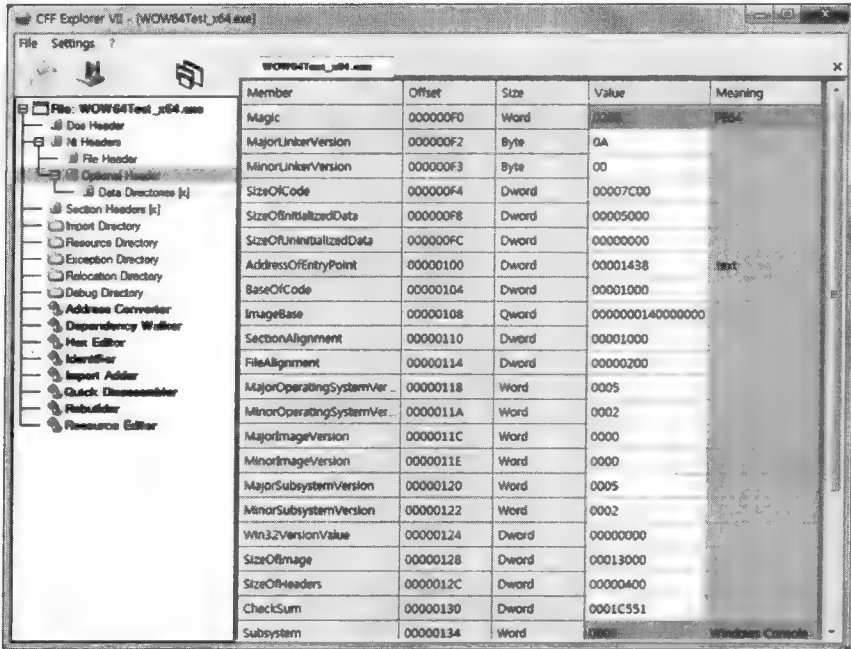 CFF Explorer VII - [WOW64Test_x64.exe]
File Settings ?
WOW64Test_x64.exe
File: WOW64Test_x64.exe
Dos Header
Nt Headers
File Header
Optional Header
Data Directories [x]
Section Headers [x]
Import Directory
Resource Directory
Exception Directory
Relocation Directory
Debug Directory
Address Converter
Dependency Walker
Hex Editor
Identifier
Import Adder
Quick Disassembler
Rebuilder
Resource Editor
Member Offset Size Value Meaning
Magic 000000F0 Word 020B PE64
MajorLinkerVersion 000000F2 Byte 0A
MinorLinkerVersion 000000F3 Byte 00
SizeOfCode 000000F4 Dword 00007C00
SizeOfInitializedData 000000F8 Dword 00005000
SizeOfUninitializedData 000000FC Dword 00000000
AddressOfEntryPoint 00000100 Dword 00001438 .text
BaseOfCode 00000104 Dword 00001000
ImageBase 00000108 Qword 0000000140000000
SectionAlignment 00000110 Dword 00001000
FileAlignment 00000114 Dword 00000200
MajorOperatingSystemVer... 00000118 Word 0005
MinorOperatingSystemVer... 0000011A Word 0002
MajorImageVersion 0000011C Word 0000
MinorImageVersion 0000011E Word 0000
MajorSubsystemVersion 00000120 Word 0005
MinorSubsystemVersion 00000122 Word 0002
Win32VersionValue 00000124 Dword 00000000
SizeOfImage 00000128 Dword 00013000
SizeOfHeaders 0000012C Dword 00000400
CheckSum 00000130 Dword 0001C551
Subsystem 00000134 Word 0003 Windows Console